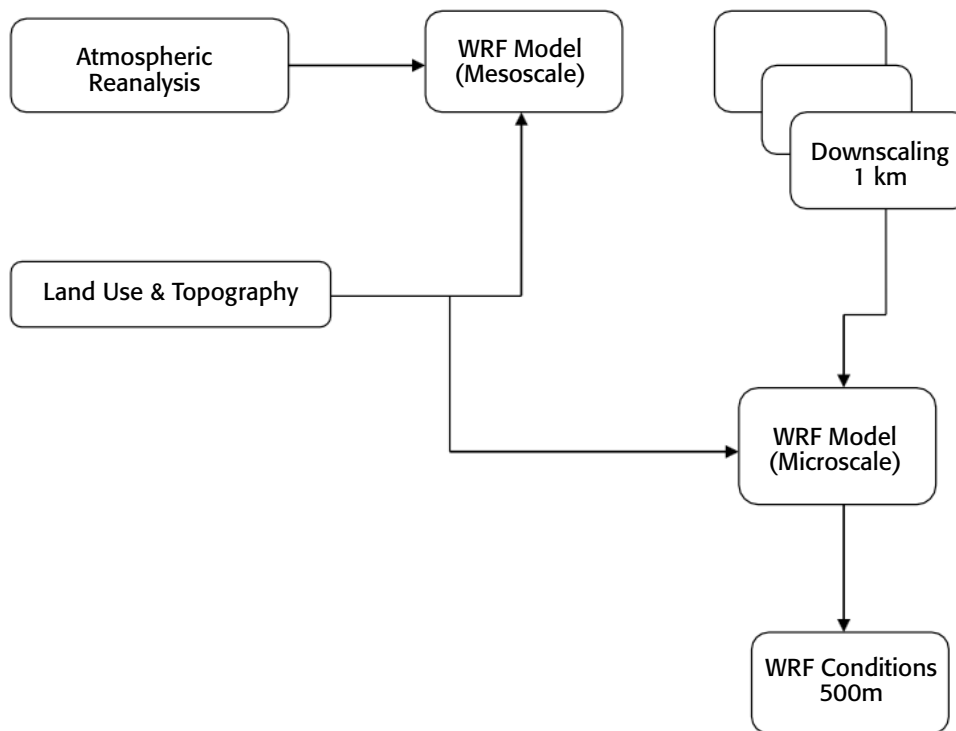 Atmospheric
Reanalysis
WRF Model
(Mesoscale)
Downscaling
1 km
Land Use & Topography
WRF Model
(Microscale)
WRF Conditions
500m